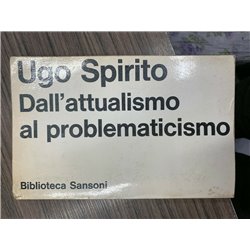 Ugo Spirito
Dall'attualismo
al problematicismo
Biblioteca Sansoni